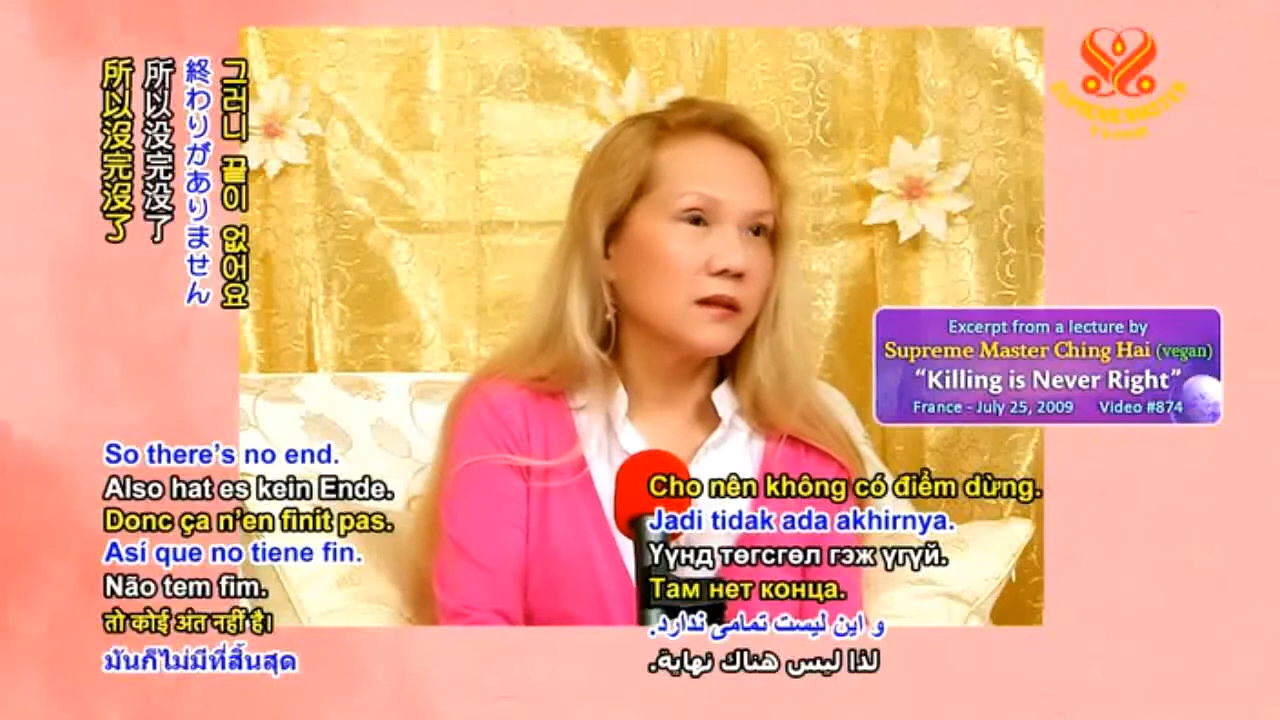 所以沒完沒了
所以没完没了
終わりがありません
그러니 끝이 없어요
SUPREME MASTER
Excerpt from a lecture by
Supreme Master Ching Hai (vegan)
“Killing is Never Right”
France - July 25, 2009 Video #874
So there’s no end.
Also hat es kein Ende.
Donc ça n’en finit pas.
Así que no tiene fin.
Não tem fim.
तो कोई अंत नहीं है।
มันก็ไม่มีที่สิ้นสุด
Cho nên không có điểm dừng.
Jadi tidak ada akhirnya.
Үүнд төгсгөл гэж үгүй.
Там нет конца.
و این لیست تمامی ندارد.
لذا ليس هناك نهاية.